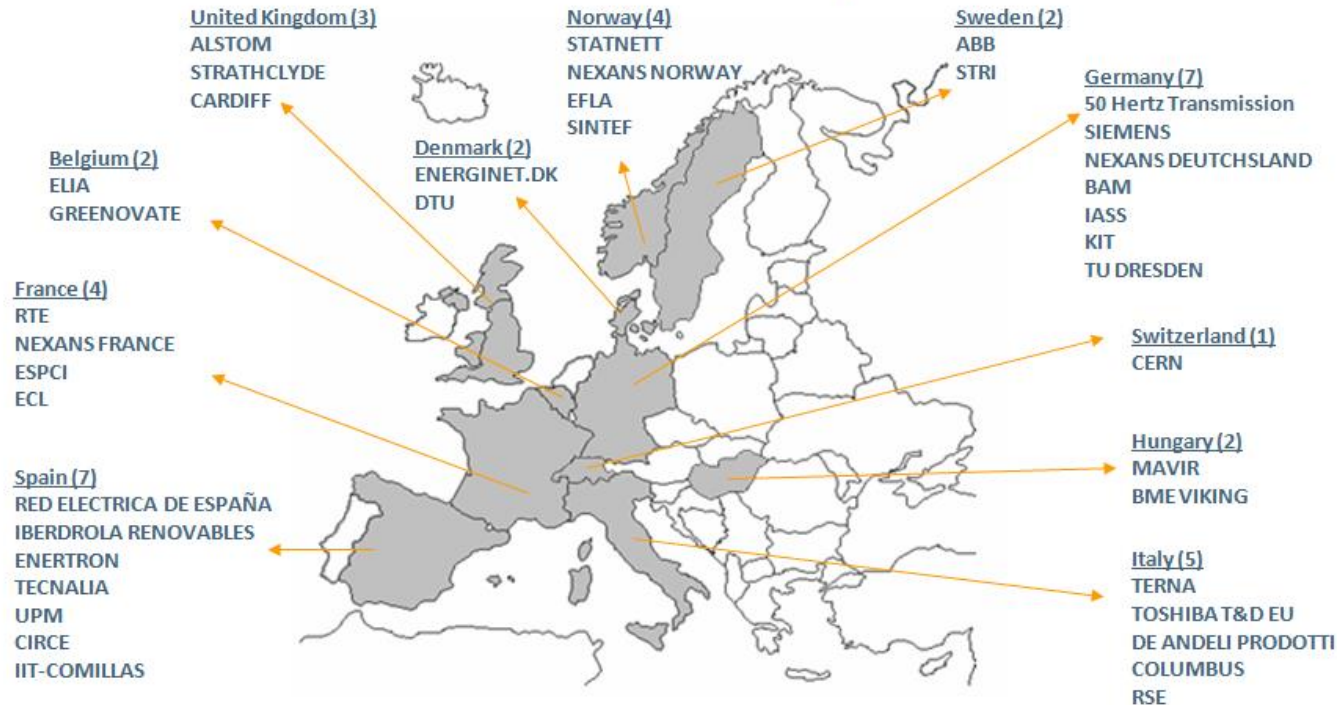 United Kingdom (3)
ALSTOM
STRATHCLYDE
CARDIFF
Norway (4)
STATNETT
NEXANS NORWAY
EFLA
SINTEF
Sweden (2)
ABB
STRI
Germany (7)
50 Hertz Transmission
SIEMENS
NEXANS DEUTCHSLAND
BAM
IASS
KIT
TU DRESDEN
Belgium (2)
ELIA
GREENOVATE
Denmark (2)
ENERGINET.DK
DTU
France (4)
RTE
NEXANS FRANCE
ESPCI
ECL
Switzerland (1)
CERN
Hungary (2)
MAVIR
BME VIKING
Spain (7)
RED ELECTRICA DE ESPAÑA
IBERDROLA RENOVABLES
ENERTRON
TECNALIA
UPM
CIRCE
IIT-COMILLAS
Italy (5)
TERNA
TOSHIBA T&D EU
DE ANDELI PRODOTTI
COLUMBUS
RSE